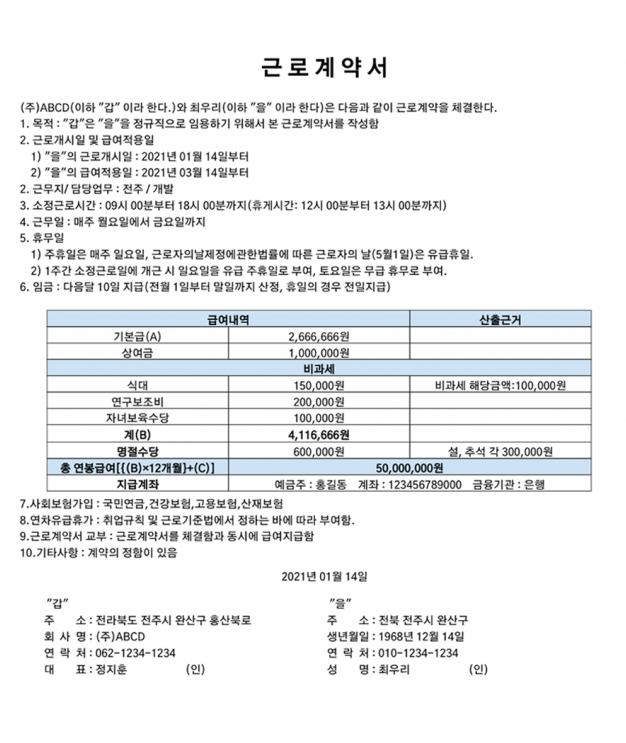 근로계약서
(주)ABCD(이하 "갑" 이라 한다.)와 최우리(이하 "을" 이라 한다)은 다음과 같이 근로계약을 체결한다.
1. 목적 : "갑"은 "을"을 정규직으로 임용하기 위해서 본 근로계약서를 작성함
2. 근로개시일 및 급여적용일
1) "을"의 근로개시일 : 2021년 01월 14일부터
2) "을"의 급여적용일 : 2021년 03월 14일부터
2. 근무지/ 담당업무 : 전주 / 개발
3. 소정근로시간 : 09시 00분부터 18시 00분까지(휴게시간: 12시 00분부터 13시 00분까지)
4. 근무일 : 매주 월요일에서 금요일까지
5. 휴무일
1) 주휴일은 매주 일요일, 근로자의날제정에관한법률에 따른 근로자의 날(5월1일)은 유급휴일.
2) 1주간 소정근로일에 개근 시 일요일을 유급 주휴일로 부여, 토요일은 무급 휴무로 부여.
6. 임금 : 다음달 10일 지급(전월 1일부터 말일까지 산정, 휴일의 경우 전일지급)
급여내역 산출근거
기본급(A) 2,666,666원
상여금 1,000,000원
비과세
식대 150,000원 비과세 해당금액:100,000원
연구보조비 200,000원
자녀보육수당 100,000원
계(B) 4,116,666원
명절수당 600,000원 설, 추석 각 300,000원
총 연봉급여[{(B)×12개월}+(C)] 50,000,000원
지급계좌 예금주 : 홍길동 계좌 : 123456789000 금융기관 : 은행
7.사회보험가입 : 국민연금,건강보험,고용보험,산재보험
8.연차유급휴가 : 취업규칙 및 근로기준법에서 정하는 바에 따라 부여함.
9.근로계약서 교부 : 근로계약서를 체결함과 동시에 급여지급함
10.기타사항 : 계약의 정함이 있음
2021년 01월 14일
"갑" "을"
주 소 : 전라북도 전주시 완산구 홍산북로 주 소 : 전북 전주시 완산구
회 사 명 : (주)ABCD 생년월일 : 1968년 12월 14일
연 락 처 : 062-1234-1234 연 락 처 : 010-1234-1234
대 표 : 정지훈 (인) 성 명 : 최우리 (인)